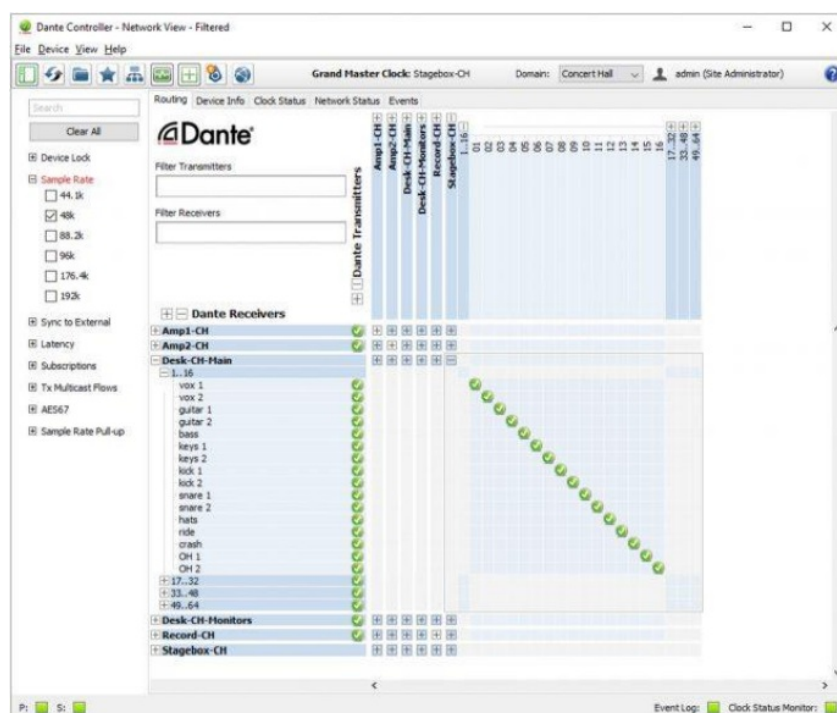 Dante Controller - Network View - Filtered
File Device View Help
Grand Master Clock: Stagebox-CH Domain: Concert Hall admin (Site Administrator)
Search
Clear All
Device Lock
Sample Rate
44.1k
48k
88.2k
96k
176.4k
192k
Sync to External
Latency
Subscriptions
Tx Multicast Flows
AES67
Sample Rate Pull-up
Routing Device Info Clock Status Network Status Events
Dante
Filter Transmitters
Filter Receivers
Dante Transmitters
Amp1-CH
Amp2-CH
Desk-CH-Main
Desk-CH-Monitors
Record-CH
Stagebox-CH
1..16
01 02 03 04 05 06 07 08 09 10 11 12 13 14 15 16
17..32
33..48
49..64
Dante Receivers
Amp1-CH
Amp2-CH
Desk-CH-Main
1..16
vox 1
vox 2
guitar 1
guitar 2
bass
keys 1
keys 2
kick 1
kick 2
snare 1
snare 2
hats
ride
crash
OH 1
OH 2
17..32
33..48
49..64
Desk-CH-Monitors
Record-CH
Stagebox-CH
P: S: Event Log: Clock Status Monitor: